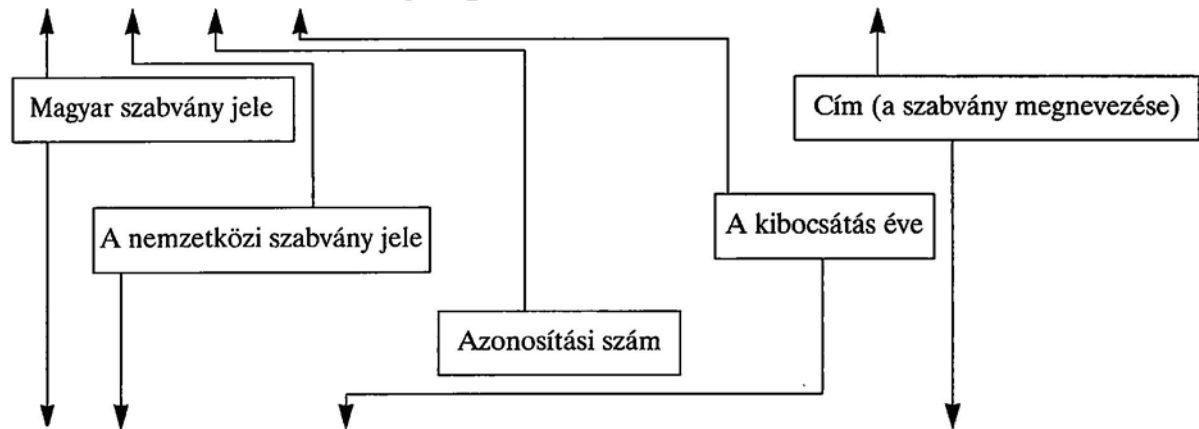 Magyar szabvány jele
Cím (a szabvány megnevezése)
A nemzetközi szabvány jele
A kibocsátás éve
Azonosítási szám